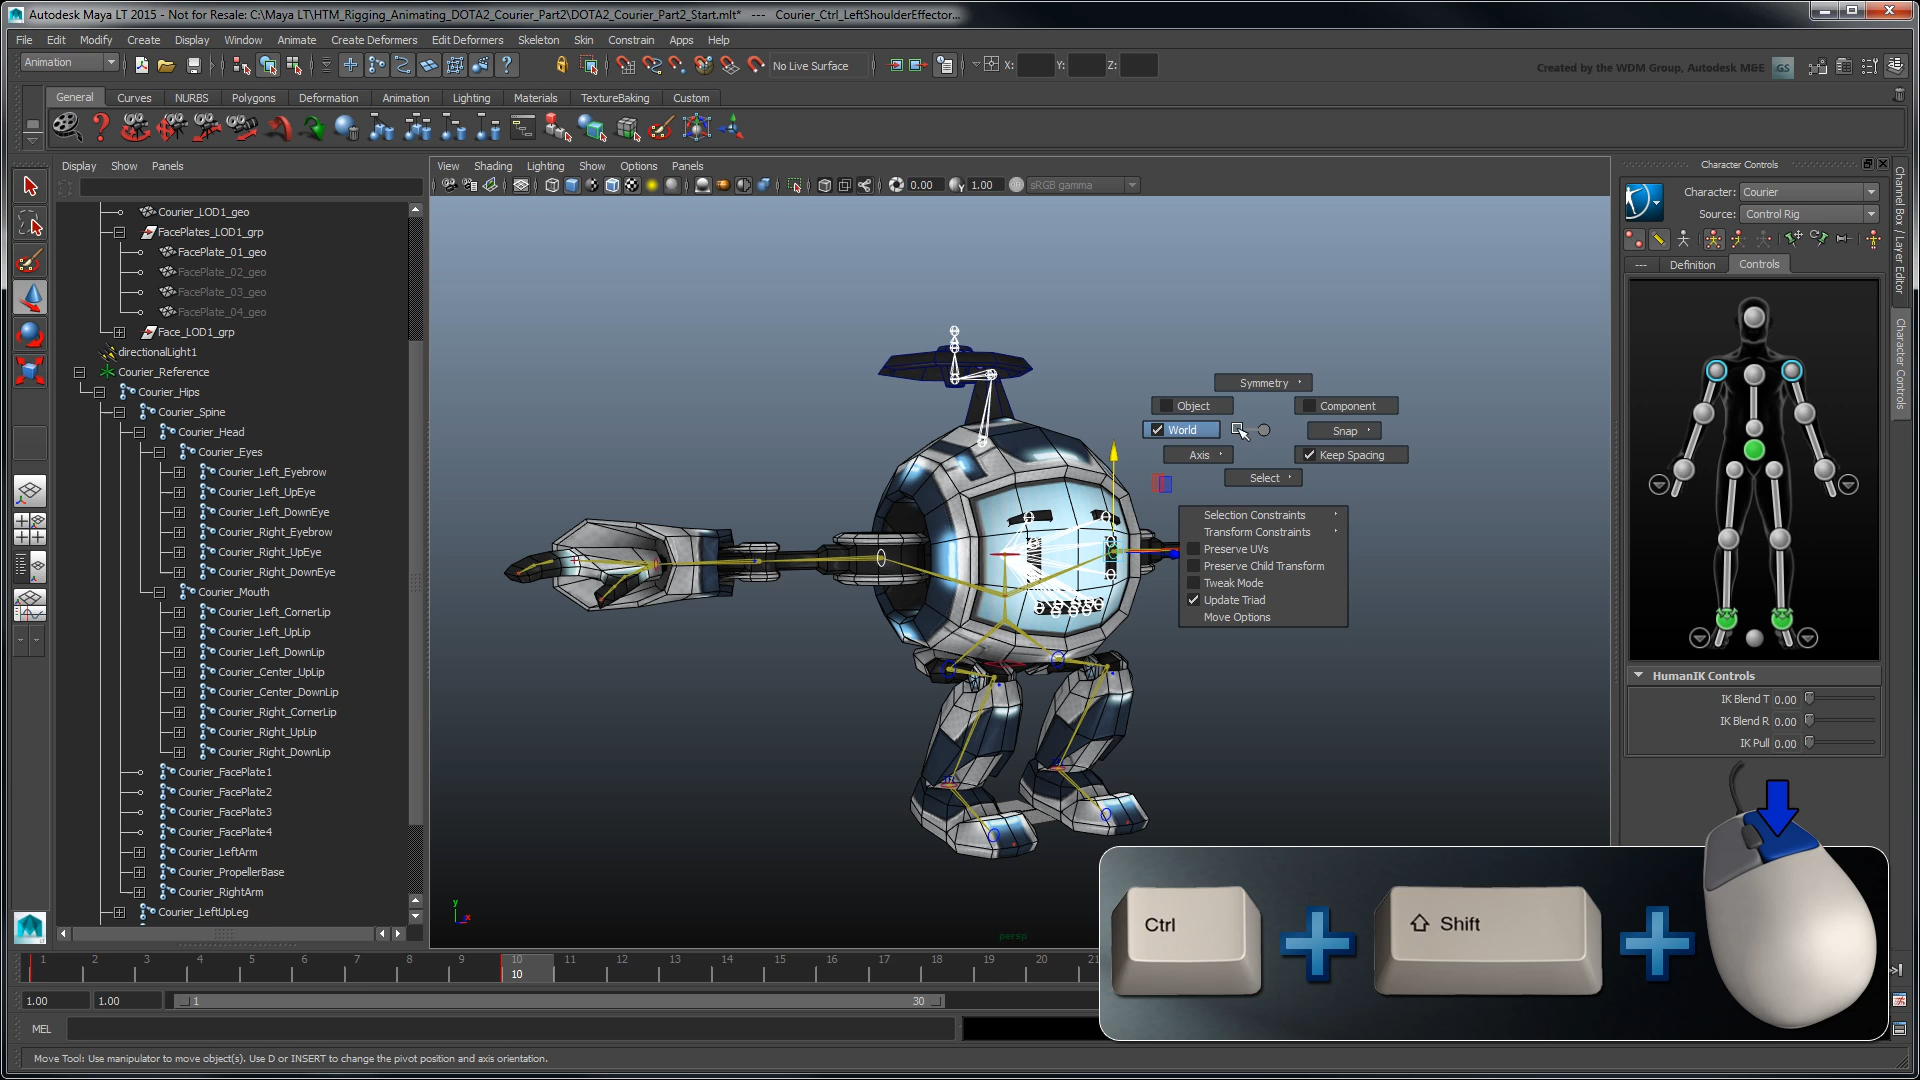 Autodesk Maya LT 2015 - Not for Resale: C:\Maya LT\HTM_Rigging_Animating_DOTA2_Courier_Part2\DOTA2_Courier_Part2_Start.mlt* --- Courier_Ctrl_LeftShoulderEffector...
File Edit Modify Create Display Window Animate Create Deformers Edit Deformers Skeleton Skin Constrain Apps Help
Animation No Live Surface X: Y: Z: Created by the WDM Group, Autodesk M&E GS
General Curves NURBS Polygons Deformation Animation Lighting Materials TextureBaking Custom
Display Show Panels
View Shading Lighting Show Options Panels
0.00 1.00 sRGB gamma
Courier_LOD1_geo
FacePlates_LOD1_grp
FacePlate_01_geo
FacePlate_02_geo
FacePlate_03_geo
FacePlate_04_geo
Face_LOD1_grp
directionalLight1
Courier_Reference
Courier_Hips
Courier_Spine
Courier_Head
Courier_Eyes
Courier_Left_Eyebrow
Courier_Left_UpEye
Courier_Left_DownEye
Courier_Right_Eyebrow
Courier_Right_UpEye
Courier_Right_DownEye
Courier_Mouth
Courier_Left_CornerLip
Courier_Left_UpLip
Courier_Left_DownLip
Courier_Center_UpLip
Courier_Center_DownLip
Courier_Right_CornerLip
Courier_Right_UpLip
Courier_Right_DownLip
Courier_FacePlate1
Courier_FacePlate2
Courier_FacePlate3
Courier_FacePlate4
Courier_LeftArm
Courier_PropellerBase
Courier_RightArm
Courier_LeftUpLeg
Symmetry
Object Component
World Snap
Axis Keep Spacing
Select
Selection Constraints
Transform Constraints
Preserve UVs
Preserve Child Transform
Tweak Mode
Update Triad
Move Options
y
x
persp
Character Controls
Character: Courier
Source: Control Rig
--- Definition Controls
HumanIK Controls
IK Blend T 0.00
IK Blend R 0.00
IK Pull 0.00
Channel Box / Layer Editor
Character Controls
Ctrl Shift
1 2 3 4 5 6 7 8 9 10 11 12 13 14 15 16 17 18 19 20 21
10
1.00 1.00 1 30
MEL
Move Tool: Use manipulator to move object(s). Use D or INSERT to change the pivot position and axis orientation.